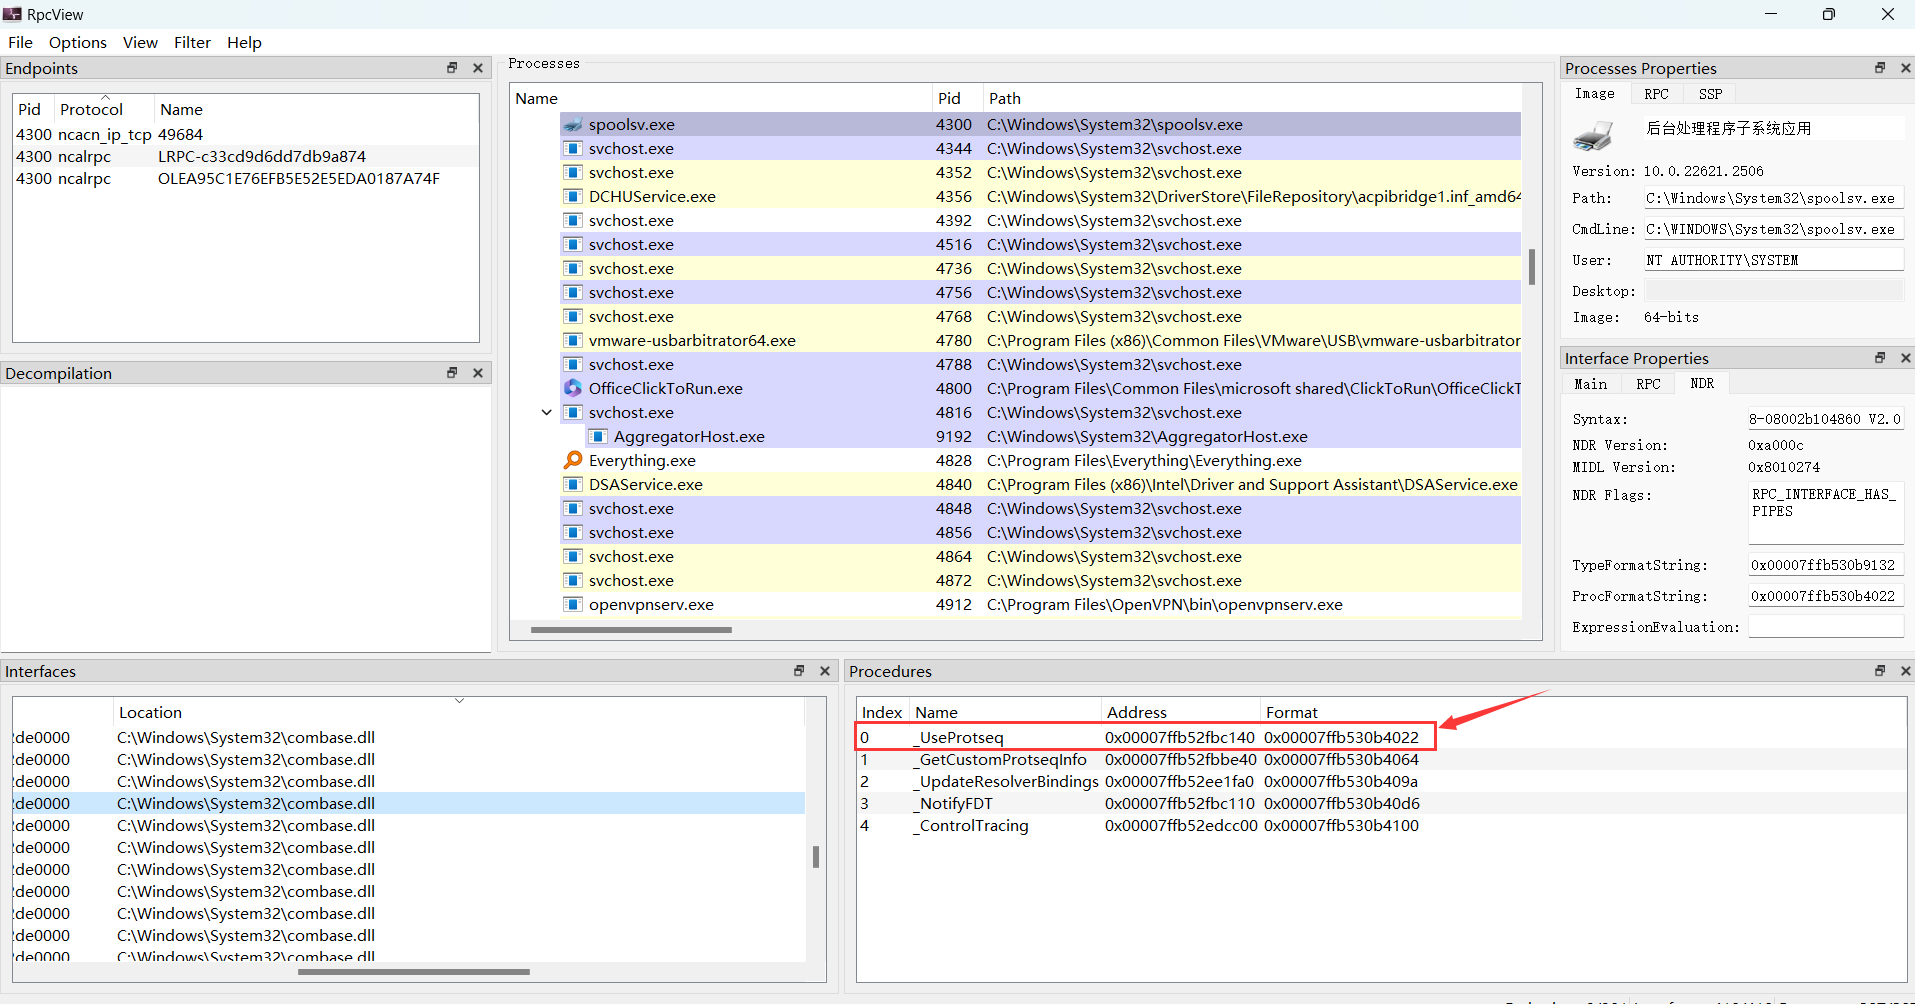 RpcView
File Options View Filter Help
Endpoints
Pid Protocol Name
4300 ncacn_ip_tcp 49684
4300 ncalrpc LRPC-c33cd9d6dd7db9a874
4300 ncalrpc OLEA95C1E76EFB5E52E5EDA0187A74F
Decompilation
Processes
Name Pid Path
spoolsv.exe 4300 C:\Windows\System32\spoolsv.exe
svchost.exe 4344 C:\Windows\System32\svchost.exe
svchost.exe 4352 C:\Windows\System32\svchost.exe
DCHUService.exe 4356 C:\Windows\System32\DriverStore\FileRepository\acpibridge1.inf_amd64
svchost.exe 4392 C:\Windows\System32\svchost.exe
svchost.exe 4516 C:\Windows\System32\svchost.exe
svchost.exe 4736 C:\Windows\System32\svchost.exe
svchost.exe 4756 C:\Windows\System32\svchost.exe
svchost.exe 4768 C:\Windows\System32\svchost.exe
vmware-usbarbitrator64.exe 4780 C:\Program Files (x86)\Common Files\VMware\USB\vmware-usbarbitrator
svchost.exe 4788 C:\Windows\System32\svchost.exe
OfficeClickToRun.exe 4800 C:\Program Files\Common Files\microsoft shared\ClickToRun\OfficeClickT
svchost.exe 4816 C:\Windows\System32\svchost.exe
AggregatorHost.exe 9192 C:\Windows\System32\AggregatorHost.exe
Everything.exe 4828 C:\Program Files\Everything\Everything.exe
DSAService.exe 4840 C:\Program Files (x86)\Intel\Driver and Support Assistant\DSAService.exe
svchost.exe 4848 C:\Windows\System32\svchost.exe
svchost.exe 4856 C:\Windows\System32\svchost.exe
svchost.exe 4864 C:\Windows\System32\svchost.exe
svchost.exe 4872 C:\Windows\System32\svchost.exe
openvpnserv.exe 4912 C:\Program Files\OpenVPN\bin\openvpnserv.exe
Processes Properties
Image RPC SSP
后台处理程序子系统应用
Version: 10.0.22621.2506
Path: C:\Windows\System32\spoolsv.exe
CmdLine: C:\WINDOWS\System32\spoolsv.exe
User: NT AUTHORITY\SYSTEM
Desktop:
Image: 64-bits
Interface Properties
Main RPC NDR
Syntax: 8-08002b104860 V2.0
NDR Version: 0xa000c
MIDL Version: 0x8010274
NDR Flags: RPC_INTERFACE_HAS_
PIPES
TypeFormatString: 0x00007ffb530b9132
ProcFormatString: 0x00007ffb530b4022
ExpressionEvaluation:
Interfaces
Location
:de0000 C:\Windows\System32\combase.dll
:de0000 C:\Windows\System32\combase.dll
:de0000 C:\Windows\System32\combase.dll
:de0000 C:\Windows\System32\combase.dll
:de0000 C:\Windows\System32\combase.dll
:de0000 C:\Windows\System32\combase.dll
:de0000 C:\Windows\System32\combase.dll
:de0000 C:\Windows\System32\combase.dll
:de0000 C:\Windows\System32\combase.dll
:de0000 C:\Windows\System32\combase.dll
:de0000 C:\Windows\System32\combase.dll
Procedures
Index Name Address Format
0 _UseProtseq 0x00007ffb52fbc140 0x00007ffb530b4022
1 _GetCustomProtseqInfo 0x00007ffb52fbbe40 0x00007ffb530b4064
2 _UpdateResolverBindings 0x00007ffb52ee1fa0 0x00007ffb530b409a
3 _NotifyFDT 0x00007ffb52fbc110 0x00007ffb530b40d6
4 _ControlTracing 0x00007ffb52edcc00 0x00007ffb530b4100